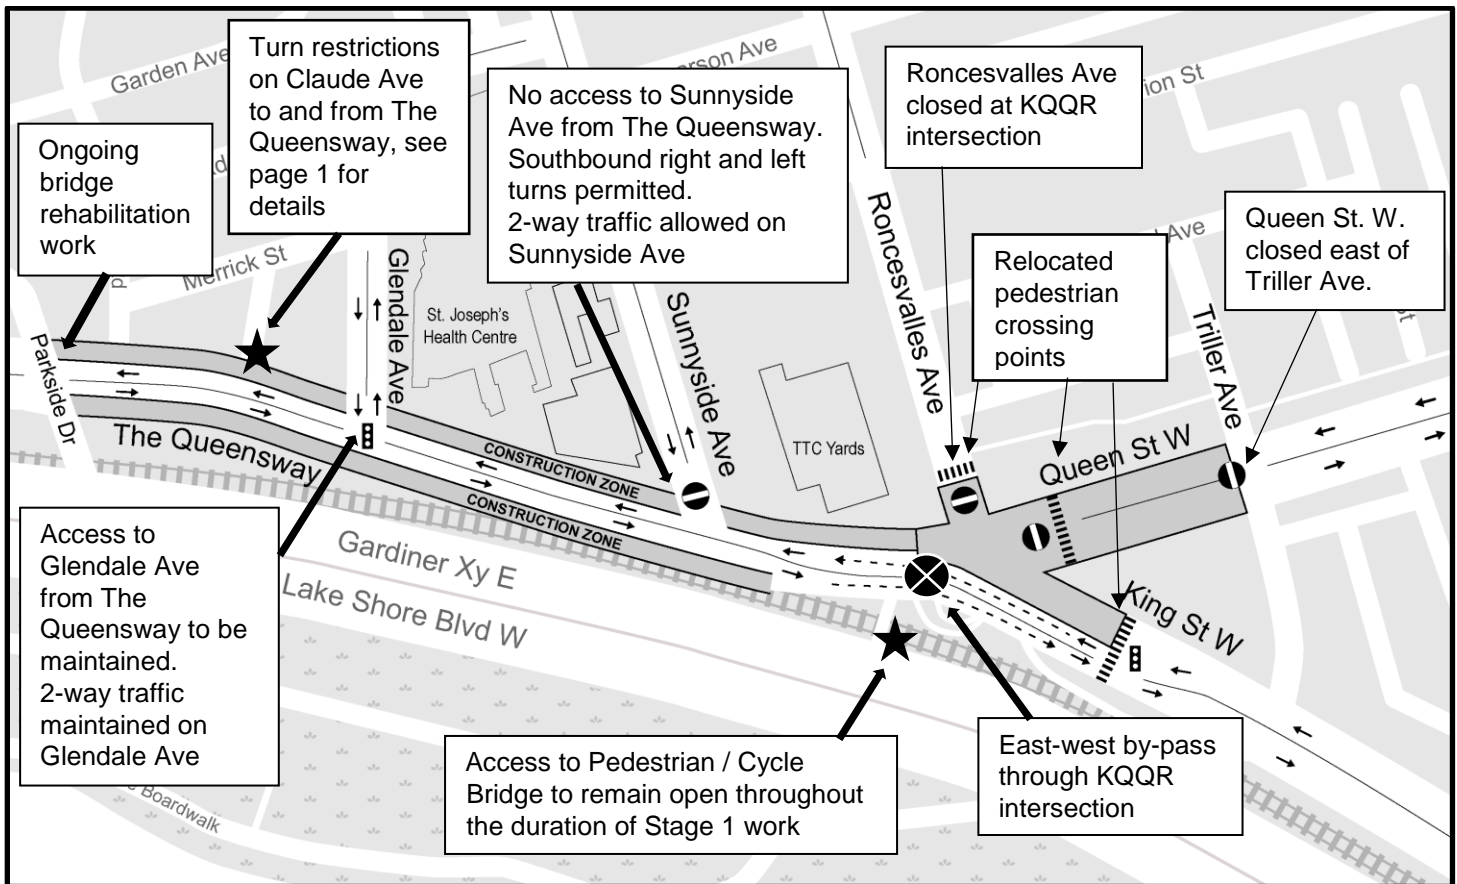 Garden Ave
Turn restrictions
on Claude Ave
to and from The
Queensway, see
page 1 for
details
No access to Sunnyside
Ave from The Queensway.
Southbound right and left
turns permitted.
2-way traffic allowed on
Sunnyside Ave
Roncesvalles Ave
closed at KQQR
intersection
Ongoing
bridge
rehabilitation
work
Relocated
pedestrian
crossing
points
Queen St. W.
closed east of
Triller Ave.
Ave
Merrick St
Glendale Ave
St. Joseph's
Health Centre
Sunnyside Ave
Roncesvalles Ave
Triller Ave
Parkside Dr
The Queensway
TTC Yards
Queen St W
CONSTRUCTION ZONE
CONSTRUCTION ZONE
King St W
Gardiner Xy E
Lake Shore Blvd W
Access to
Glendale Ave
from The
Queensway to be
maintained.
2-way traffic
maintained on
Glendale Ave
Access to Pedestrian / Cycle
Bridge to remain open throughout
the duration of Stage 1 work
East-west by-pass
through KQQR
intersection
Boardwalk